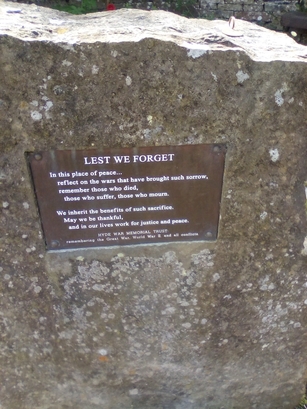 LEST WE FORGET
In this place of peace...
reflect on the wars that have brought such sorrow,
remember those who died,
those who suffer, those who mourn.
We inherit the benefits of such sacrifice.
May we be thankful,
and in our lives work for justice and peace.
HYDE WAR MEMORIAL TRUST
remembering the Great War, World War II and all conflicts